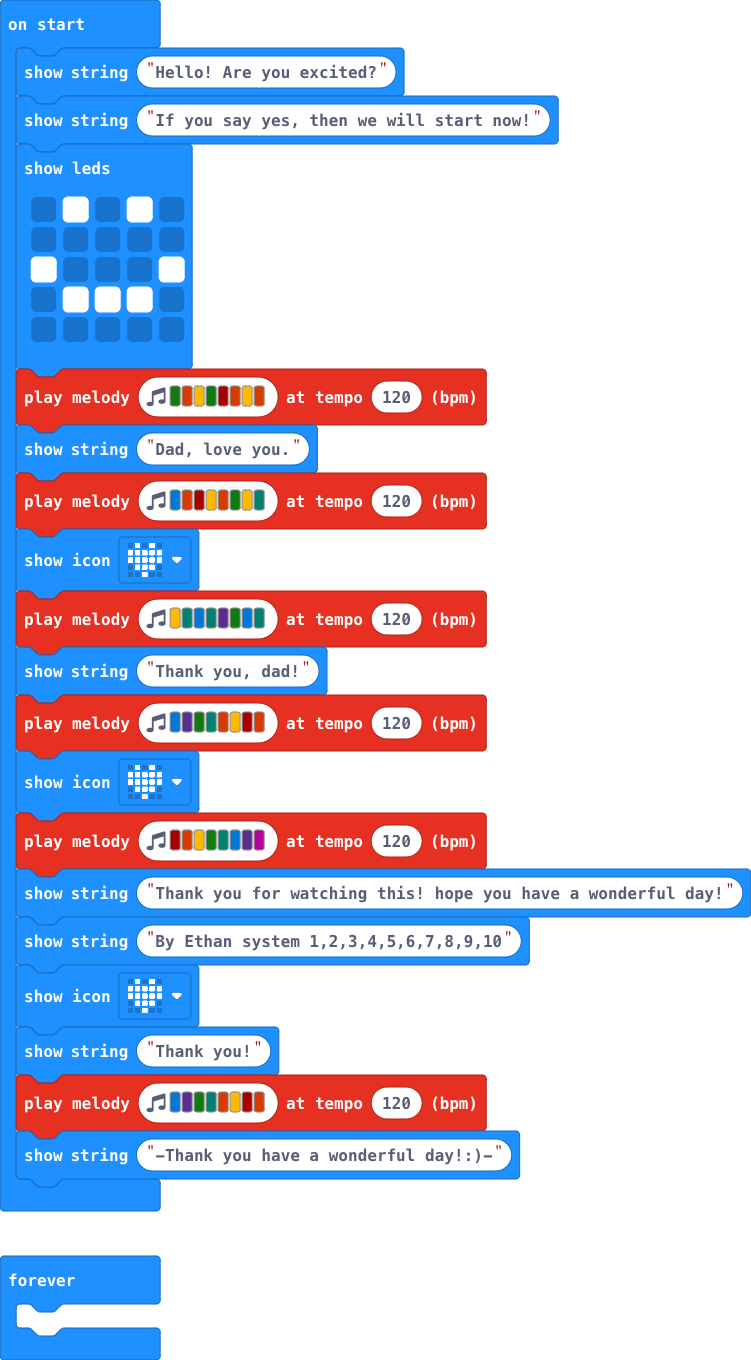 on start
show string "Hello! Are you excited?"
show string "If you say yes, then we will start now!"
show leds
play melody at tempo 120 (bpm)
show string "Dad, love you."
play melody at tempo 120 (bpm)
show icon
play melody at tempo 120 (bpm)
show string "Thank you, dad!"
play melody at tempo 120 (bpm)
show icon
play melody at tempo 120 (bpm)
show string "Thank you for watching this! hope you have a wonderful day!"
show string "By Ethan system 1,2,3,4,5,6,7,8,9,10"
show icon
show string "Thank you!"
play melody at tempo 120 (bpm)
show string "-Thank you have a wonderful day!:)-"
forever